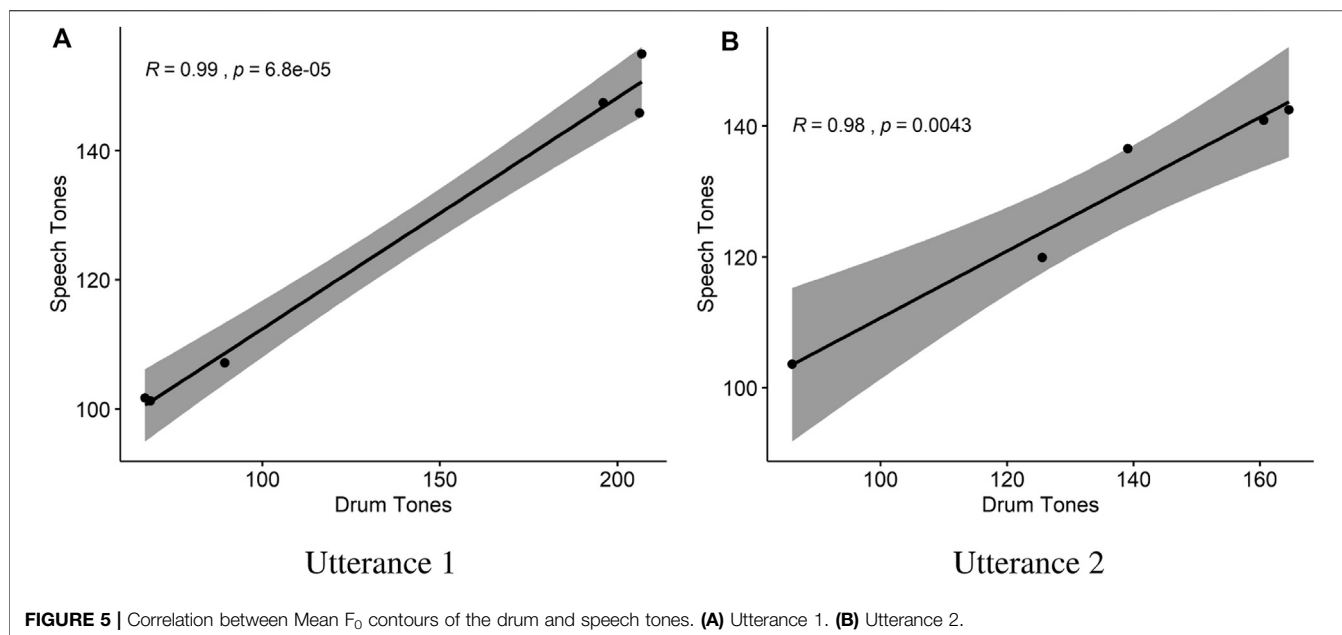 A
R = 0.99 , p = 6.8e-05
140
120
100
Speech Tones
100 150 200
Drum Tones
Utterance 1
B
R = 0.98 , p = 0.0043
140
120
100
Speech Tones
100 120 140 160
Drum Tones
Utterance 2
FIGURE 5 | Correlation between Mean F₀ contours of the drum and speech tones. (A) Utterance 1. (B) Utterance 2.